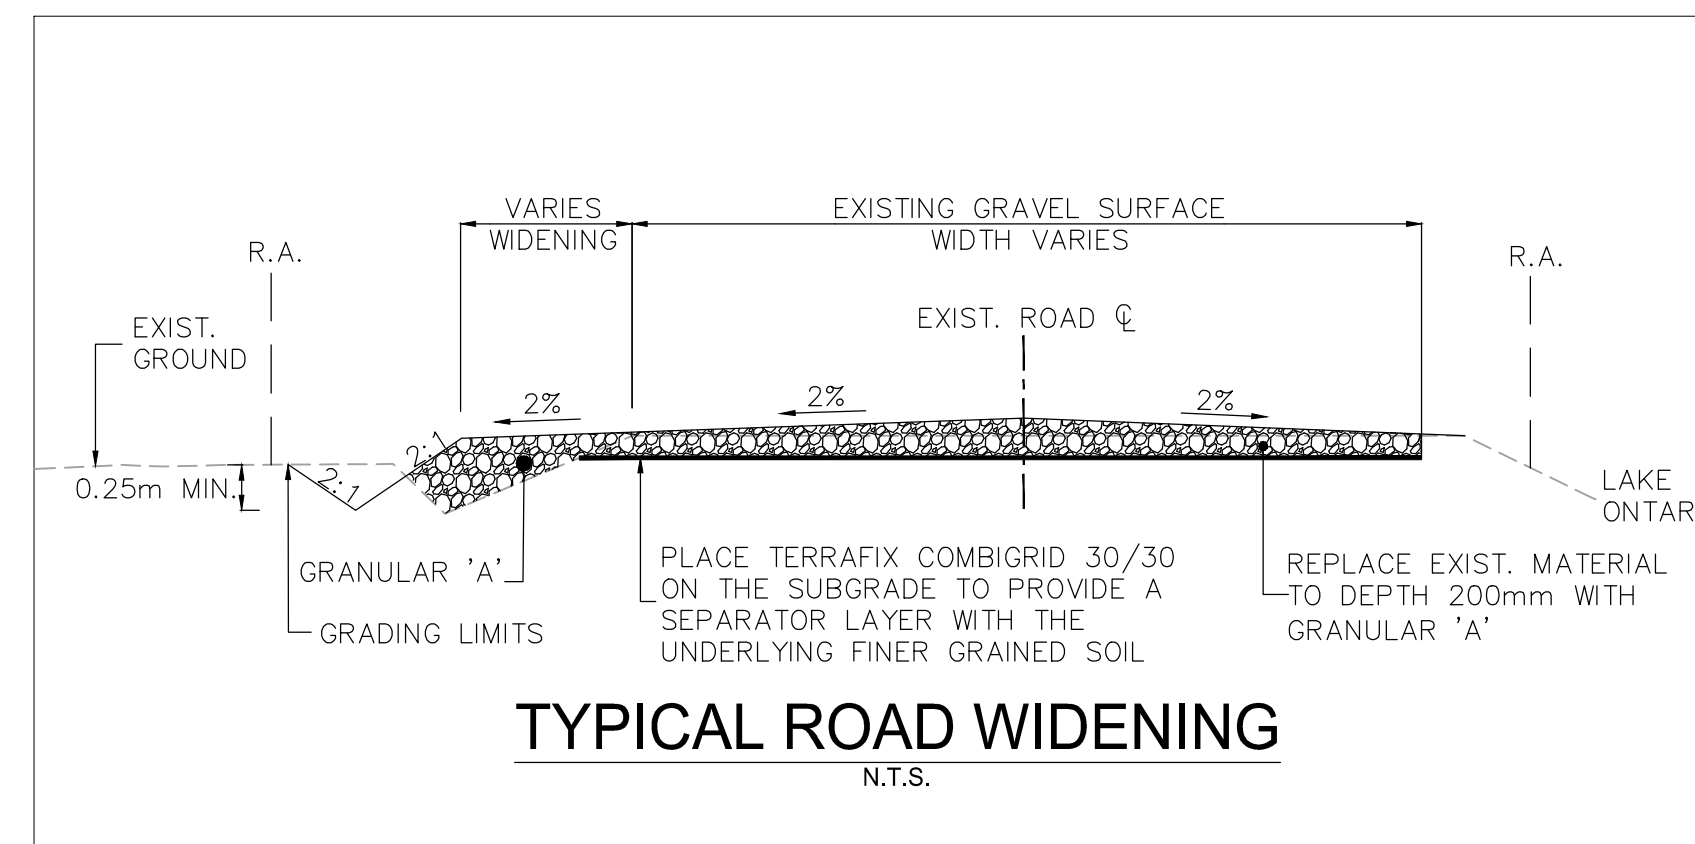 VARIES
WIDENING
EXISTING GRAVEL SURFACE
WIDTH VARIES
R.A.
R.A.
EXIST. ROAD ℄
EXIST.
GROUND
2%
2%
2%
2:1
2:1
0.25m MIN.
LAKE
ONTAR
GRANULAR 'A'
GRADING LIMITS
PLACE TERRAFIX COMBIGRID 30/30
ON THE SUBGRADE TO PROVIDE A
SEPARATOR LAYER WITH THE
UNDERLYING FINER GRAINED SOIL
REPLACE EXIST. MATERIAL
TO DEPTH 200mm WITH
GRANULAR 'A'
TYPICAL ROAD WIDENING
N.T.S.